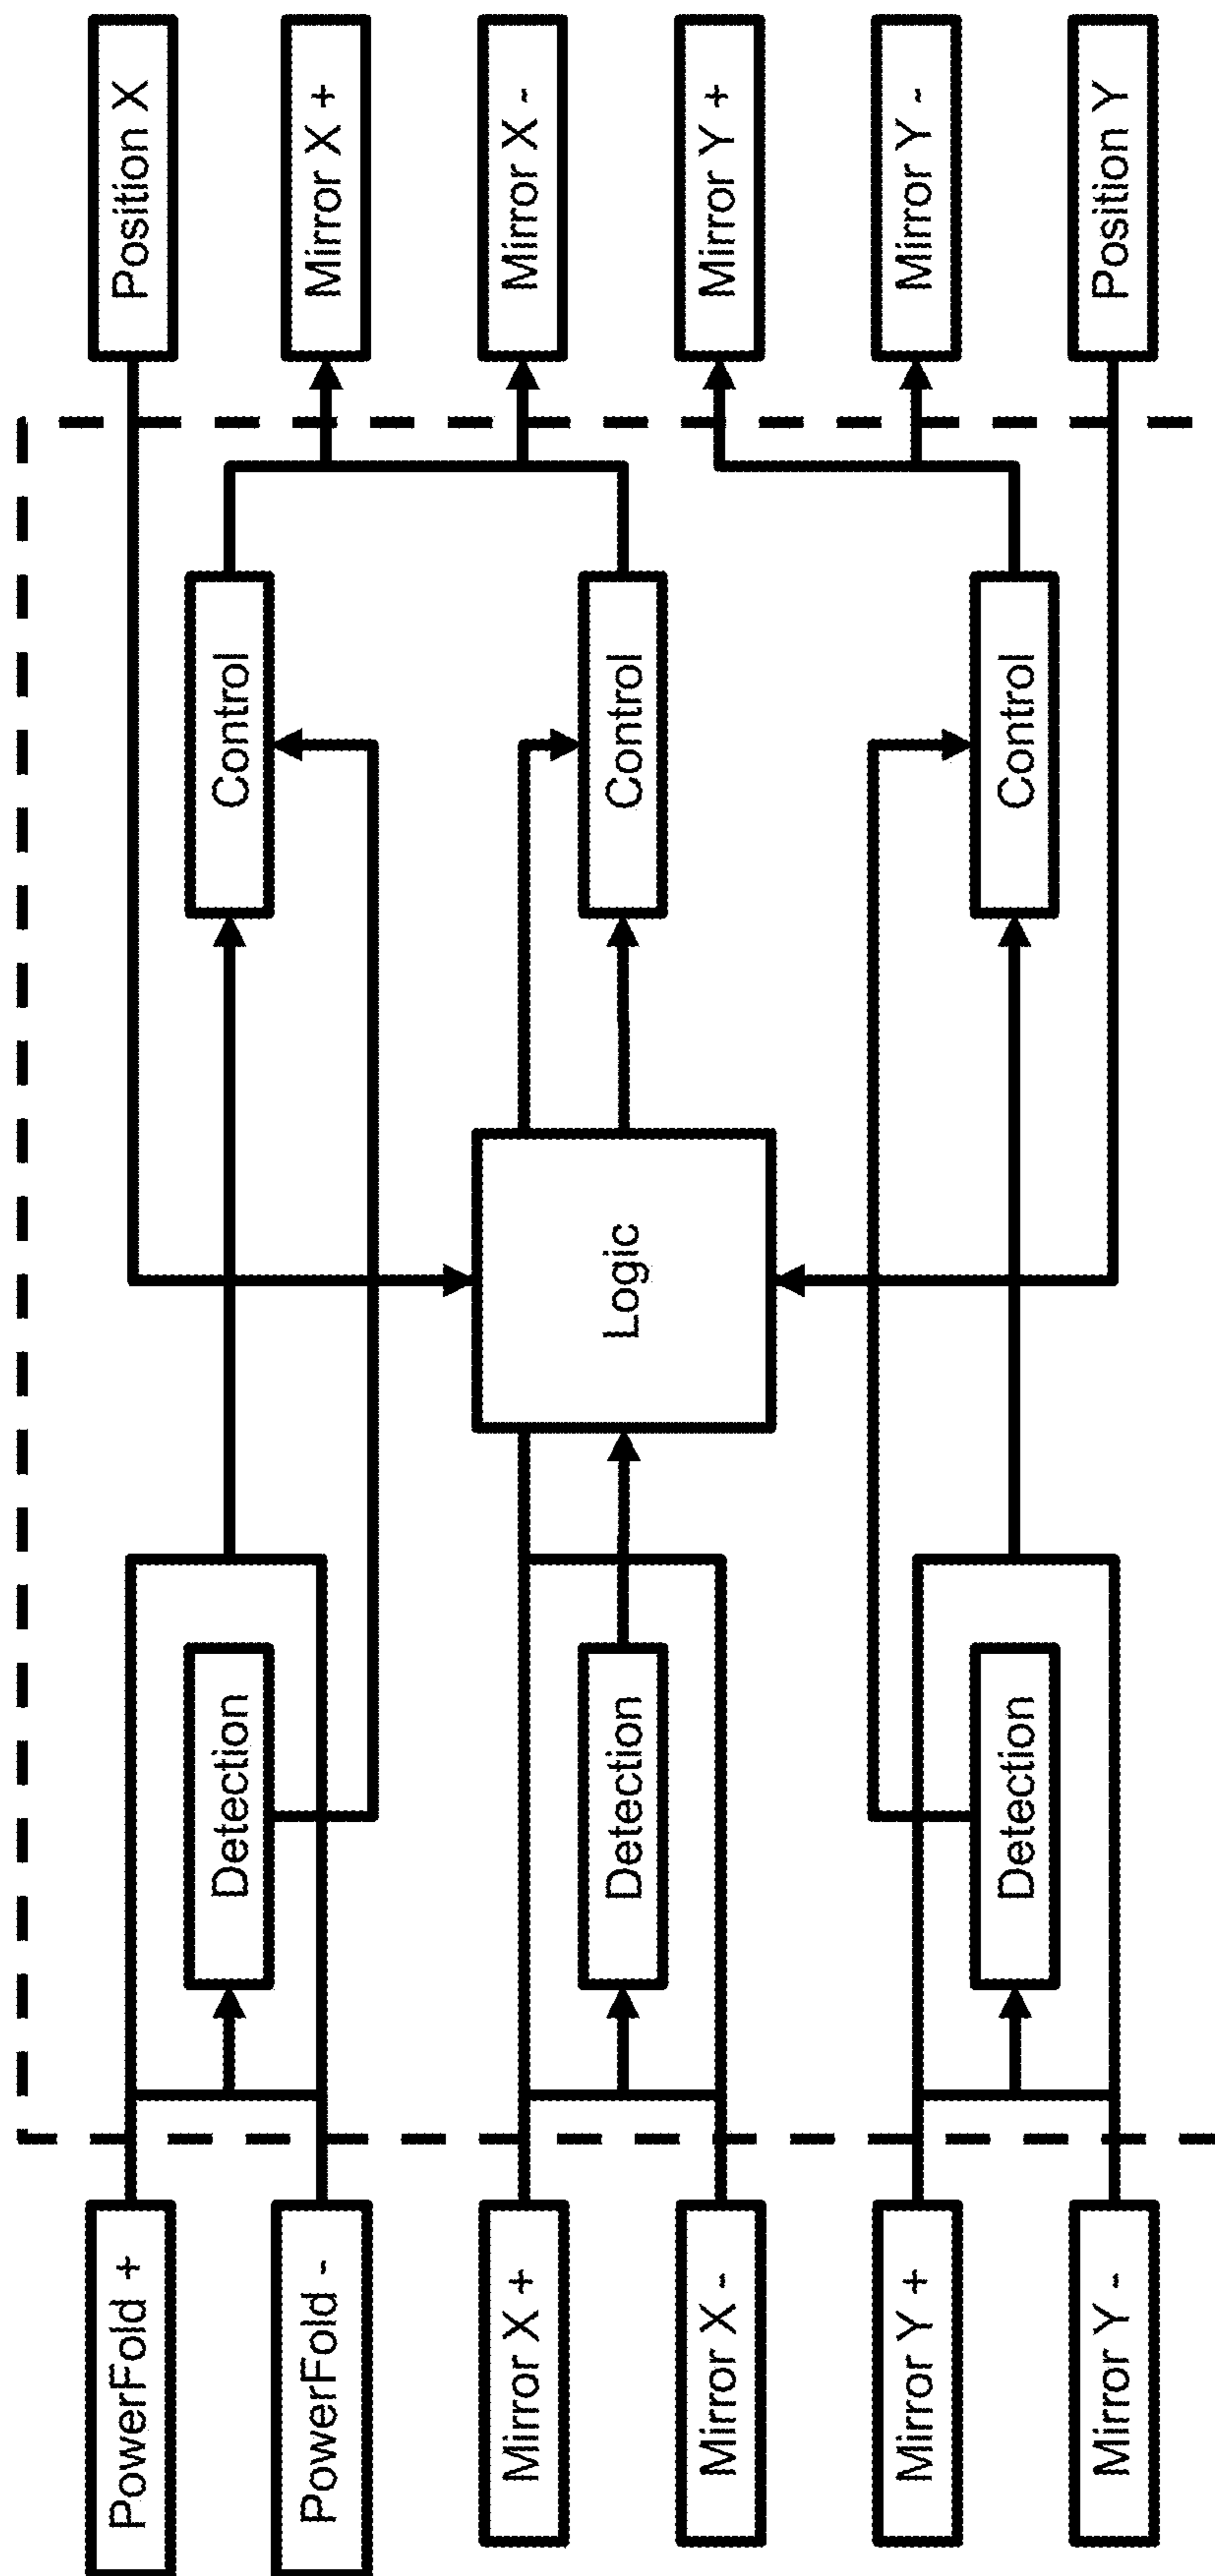 PowerFold +
PowerFold -
Mirror X +
Mirror X -
Mirror Y +
Mirror Y -
Detection
Detection
Detection
Logic
Control
Control
Control
Position X
Mirror X +
Mirror X -
Mirror Y +
Mirror Y -
Position Y